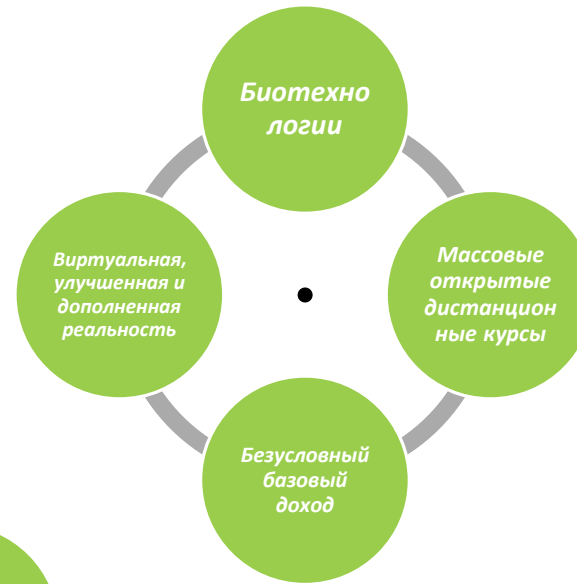 Биотехно
логии
Виртуальная,
улучшенная и
дополненная
реальность
Массовые
открытые
дистанцион
ные курсы
Безусловный
базовый
доход